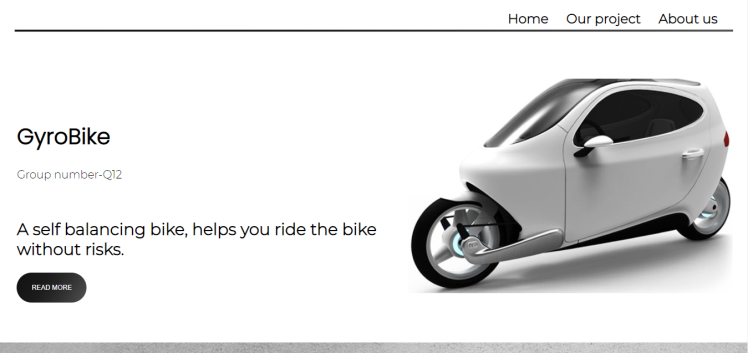 Home Our project About us
GyroBike
Group number-Q12
A self balancing bike, helps you ride the bike
without risks.
READ MORE